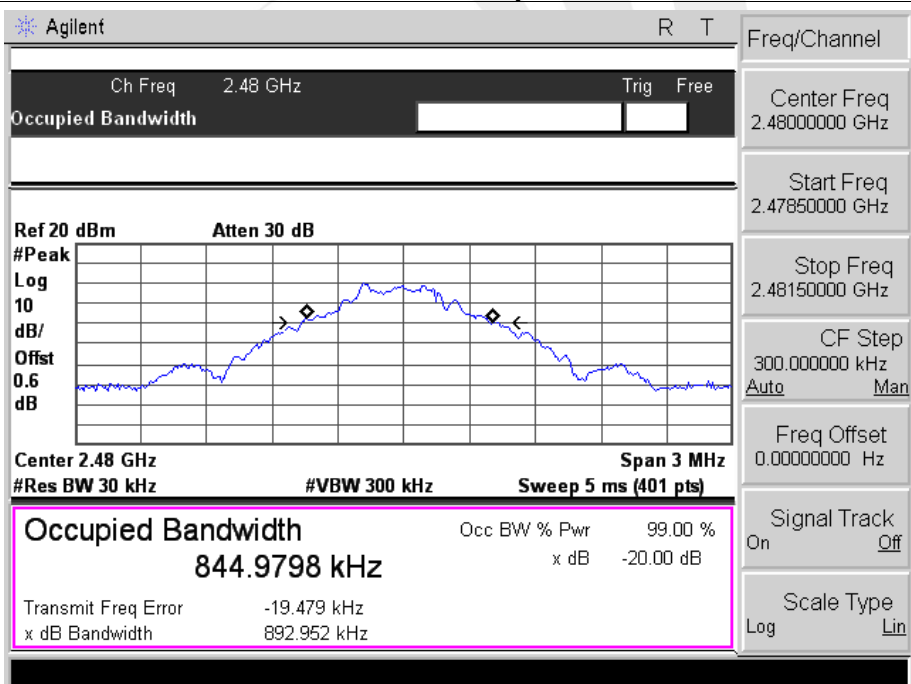 Agilent R T
Ch Freq 2.48 GHz Trig Free
Occupied Bandwidth
Ref 20 dBm Atten 30 dB
#Peak
Log
10
dB/
Offst
0.6
dB
Center 2.48 GHz Span 3 MHz
#Res BW 30 kHz #VBW 300 kHz Sweep 5 ms (401 pts)
Occupied Bandwidth
844.9798 kHz
Occ BW % Pwr 99.00 %
x dB -20.00 dB
Transmit Freq Error -19.479 kHz
x dB Bandwidth 892.952 kHz
Freq/Channel
Center Freq
2.48000000 GHz
Start Freq
2.47850000 GHz
Stop Freq
2.48150000 GHz
CF Step
300.000000 kHz
Auto Man
Freq Offset
0.00000000 Hz
Signal Track
On Off
Scale Type
Log Lin